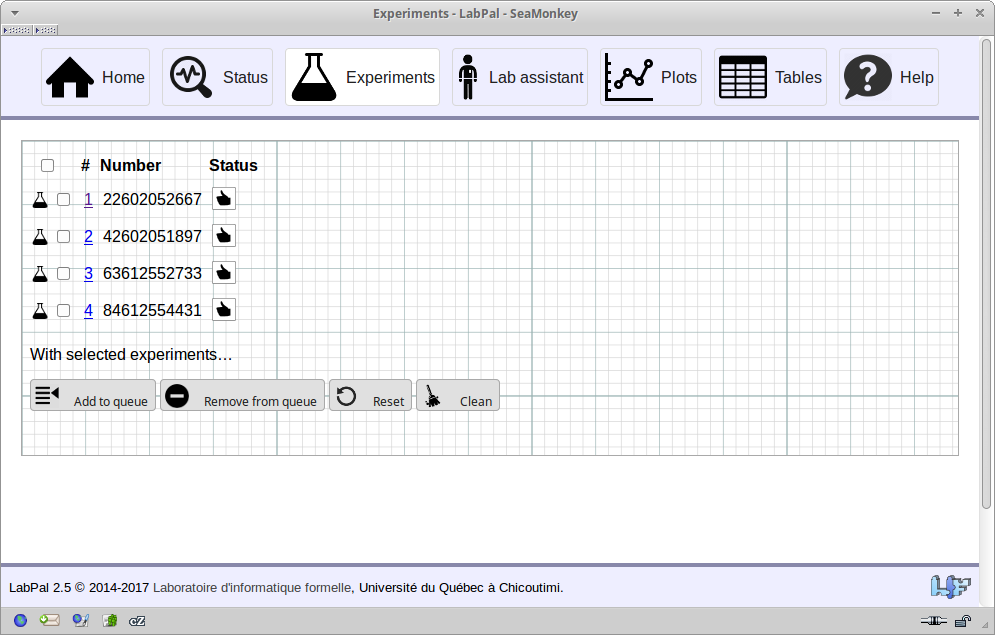 Experiments - LabPal - SeaMonkey
Home Status Experiments Lab assistant Plots Tables Help
# Number Status
1 22602052667
2 42602051897
3 63612552733
4 84612554431
With selected experiments…
Add to queue Remove from queue Reset Clean
LabPal 2.5 © 2014-2017 Laboratoire d'informatique formelle, Université du Québec à Chicoutimi.
cZ